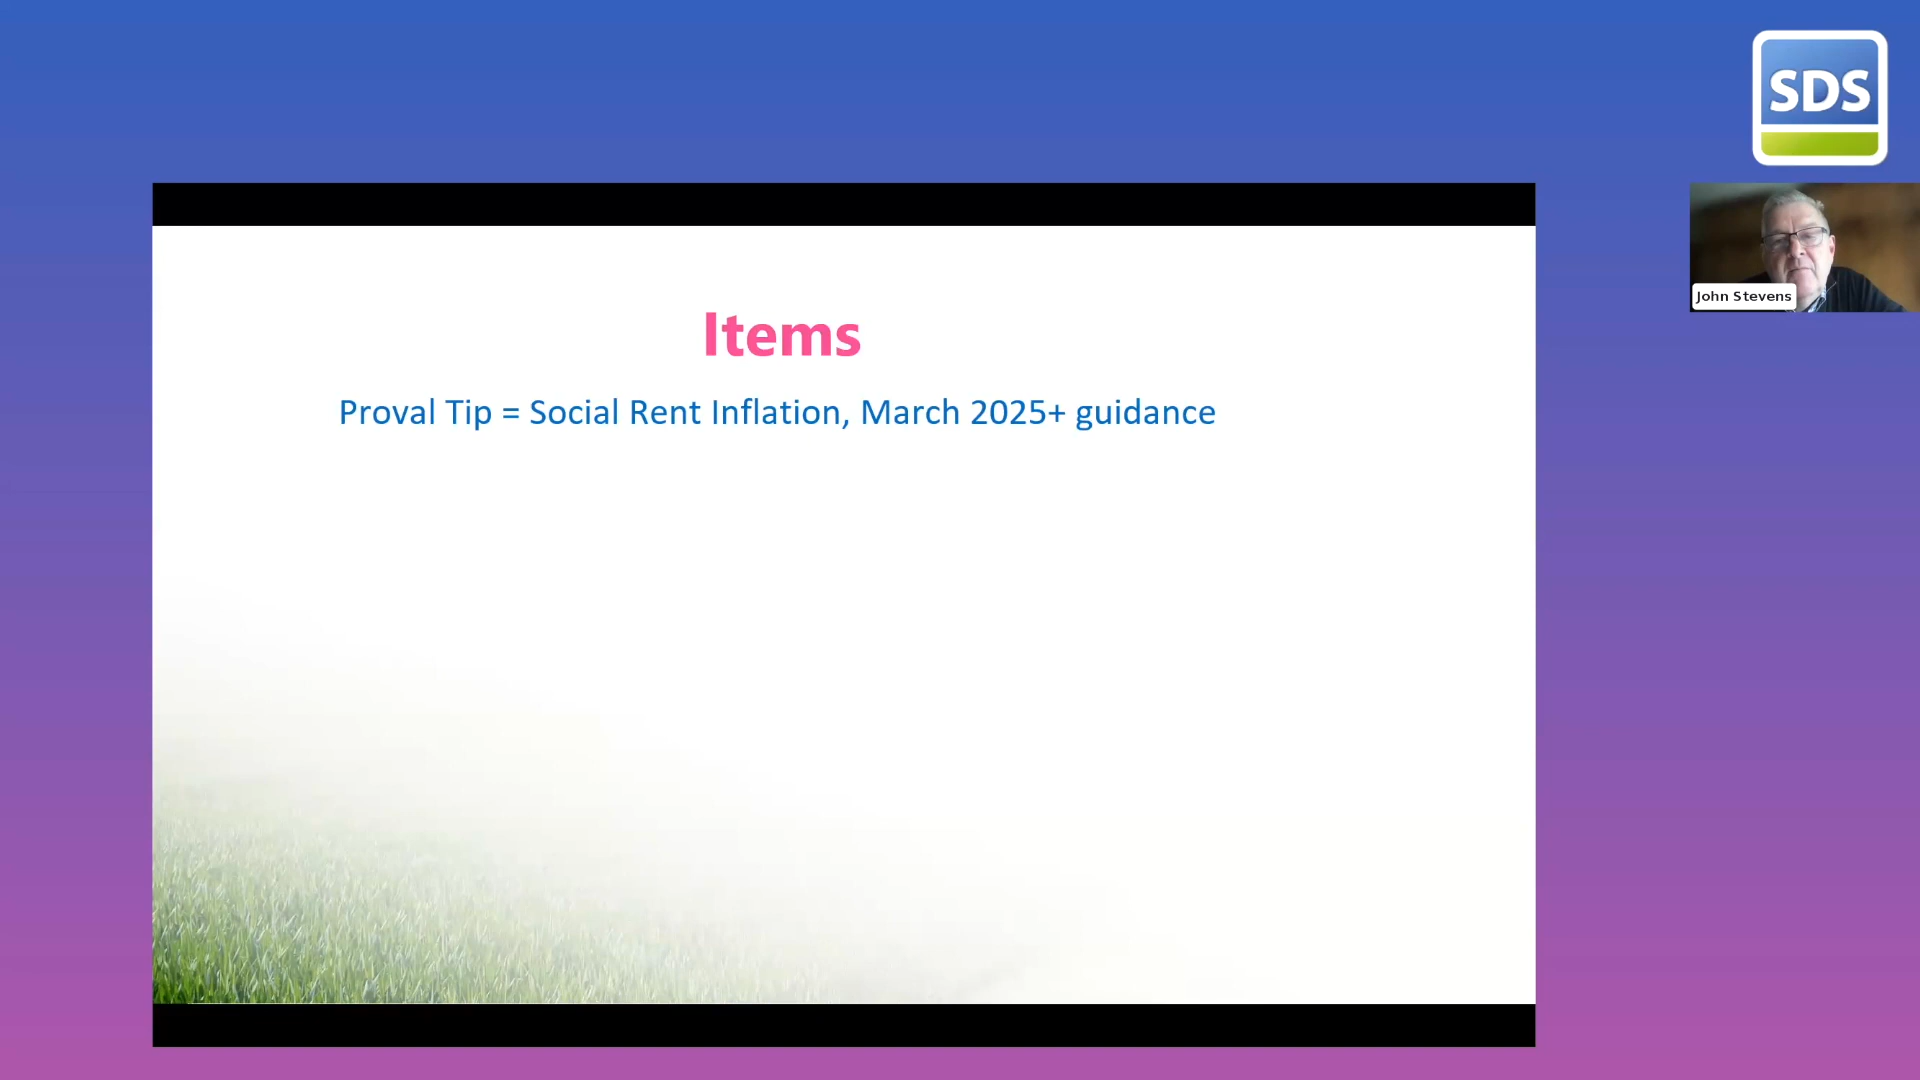 SDS
John Stevens
Items
Proval Tip = Social Rent Inflation, March 2025+ guidance